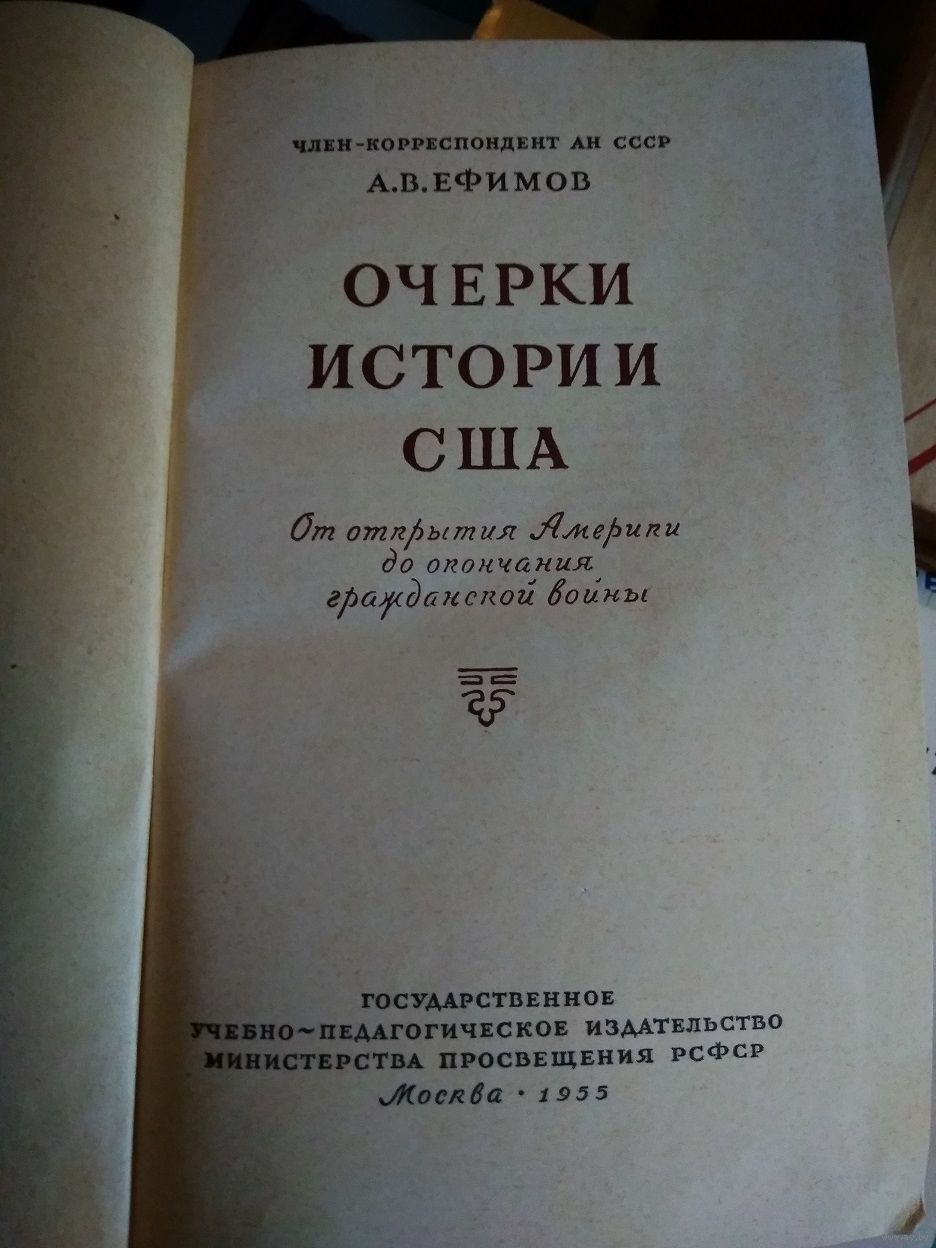 ЧЛЕН-КОРРЕСПОНДЕНТ АН СССР
А.В.ЕФИМОВ
ОЧЕРКИ
ИСТОРИИ
США
От открытия Америки
до окончания
гражданской войны
ГОСУДАРСТВЕННОЕ
УЧЕБНО~ПЕДАГОГИЧЕСКОЕ ИЗДАТЕЛЬСТВО
МИНИСТЕРСТВА ПРОСВЕЩЕНИЯ РСФСР
Москва · 1955